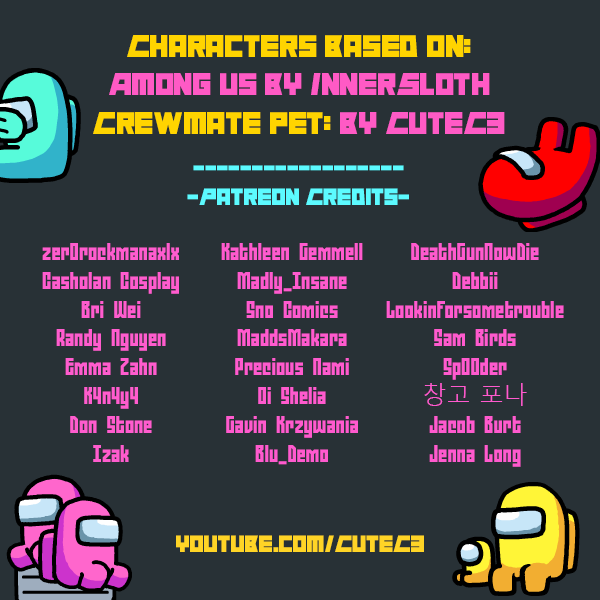 CHARACTERS BASED ON:
AMONG US BY INNERSLOTH
CREWMATE PET: BY CUTEC3
------------------
-PATREON CREDITS-
zer0rockmanaxlx Kathleen Gemmell DeathGunNowDie
Casholan Cosplay Madly_Insane Debbii
Bri Wei Sno Comics LookinForsometrouble
Randy Nguyen MaddsMakara Sam Birds
Emma Zahn Precious Nami Sp00der
K4n4y4 Di Shelia 창고 포나
Don Stone Gavin Krzywania Jacob Burt
Izak Blu_Demo Jenna Long
YOUTUBE.COM/CUTEC3